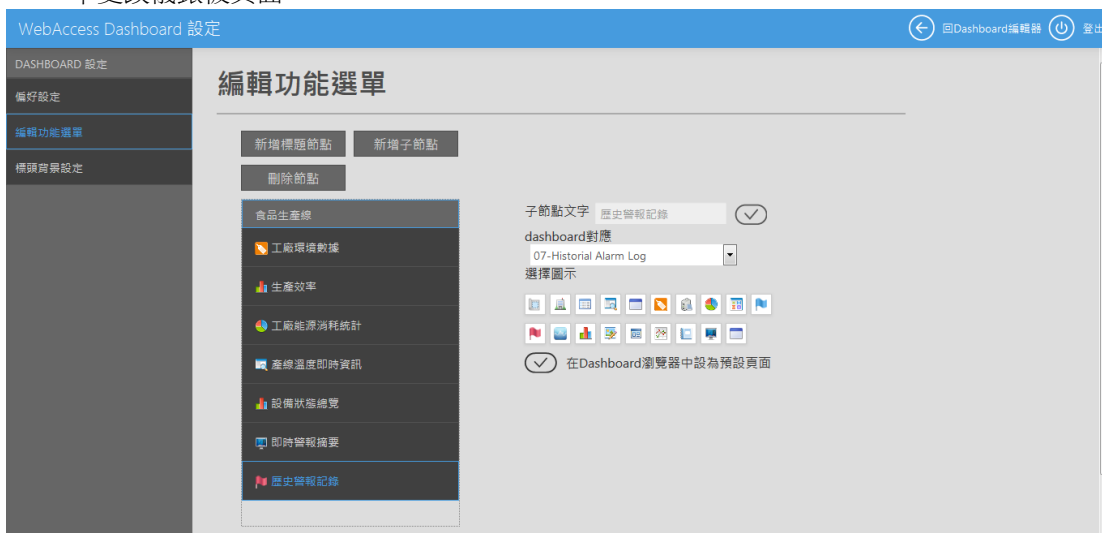 WebAccess Dashboard 設定
回Dashboard編輯器
登出
DASHBOARD 設定
偏好設定
編輯功能選單
標頭背景設定
編輯功能選單
新增標題節點
新增子節點
刪除節點
食品生產線
工廠環境數據
生產效率
工廠能源消耗統計
產線溫度即時資訊
設備狀態總覽
即時警報摘要
歷史警報記錄
子節點文字
歷史警報記錄
dashboard對應
07-Historial Alarm Log
選擇圖示
在Dashboard瀏覽器中設為預設頁面